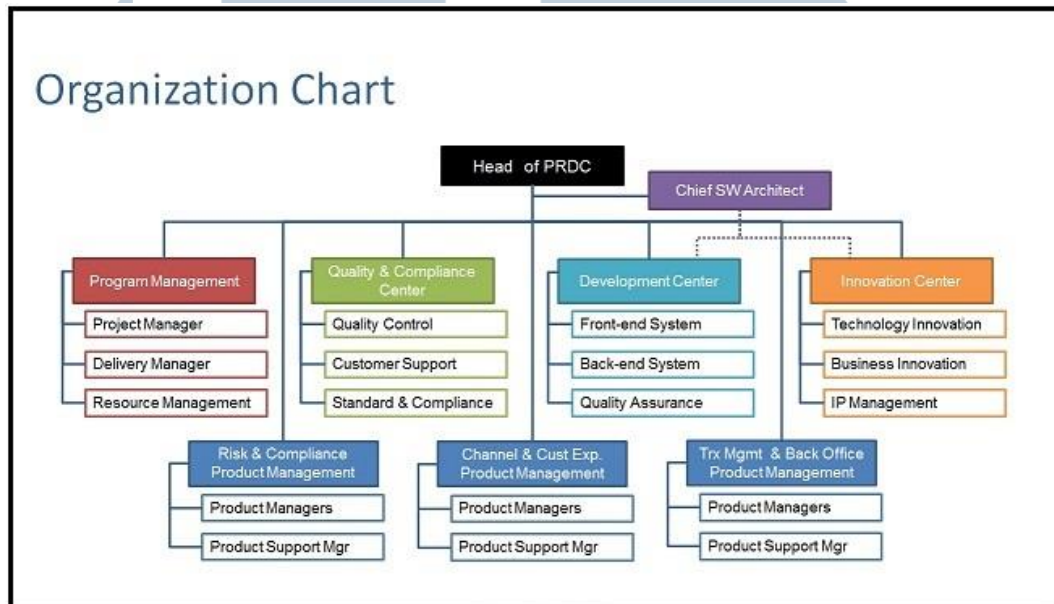 Organization Chart
Head of PRDC
Chief SW Architect
Program Management
Project Manager
Delivery Manager
Resource Management
Quality & Compliance
Center
Quality Control
Customer Support
Standard & Compliance
Development Center
Front-end System
Back-end System
Quality Assurance
Innovation Center
Technology Innovation
Business Innovation
IP Management
Risk & Compliance
Product Management
Product Managers
Product Support Mgr
Channel & Cust Exp.
Product Management
Product Managers
Product Support Mgr
Trx Mgmt & Back Office
Product Management
Product Managers
Product Support Mgr